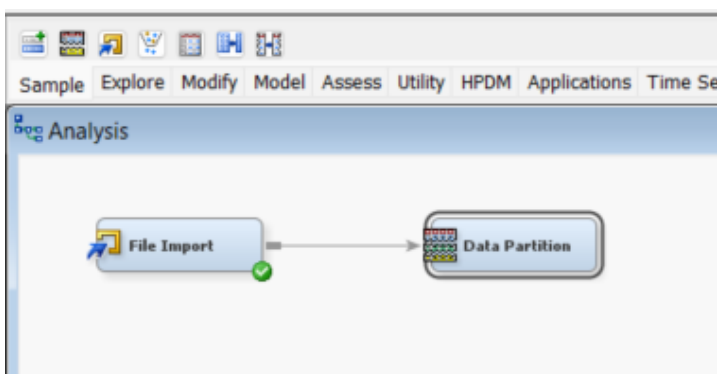 Sample Explore Modify Model Assess Utility HPDM Applications Time Se
Analysis
File Import Data Partition